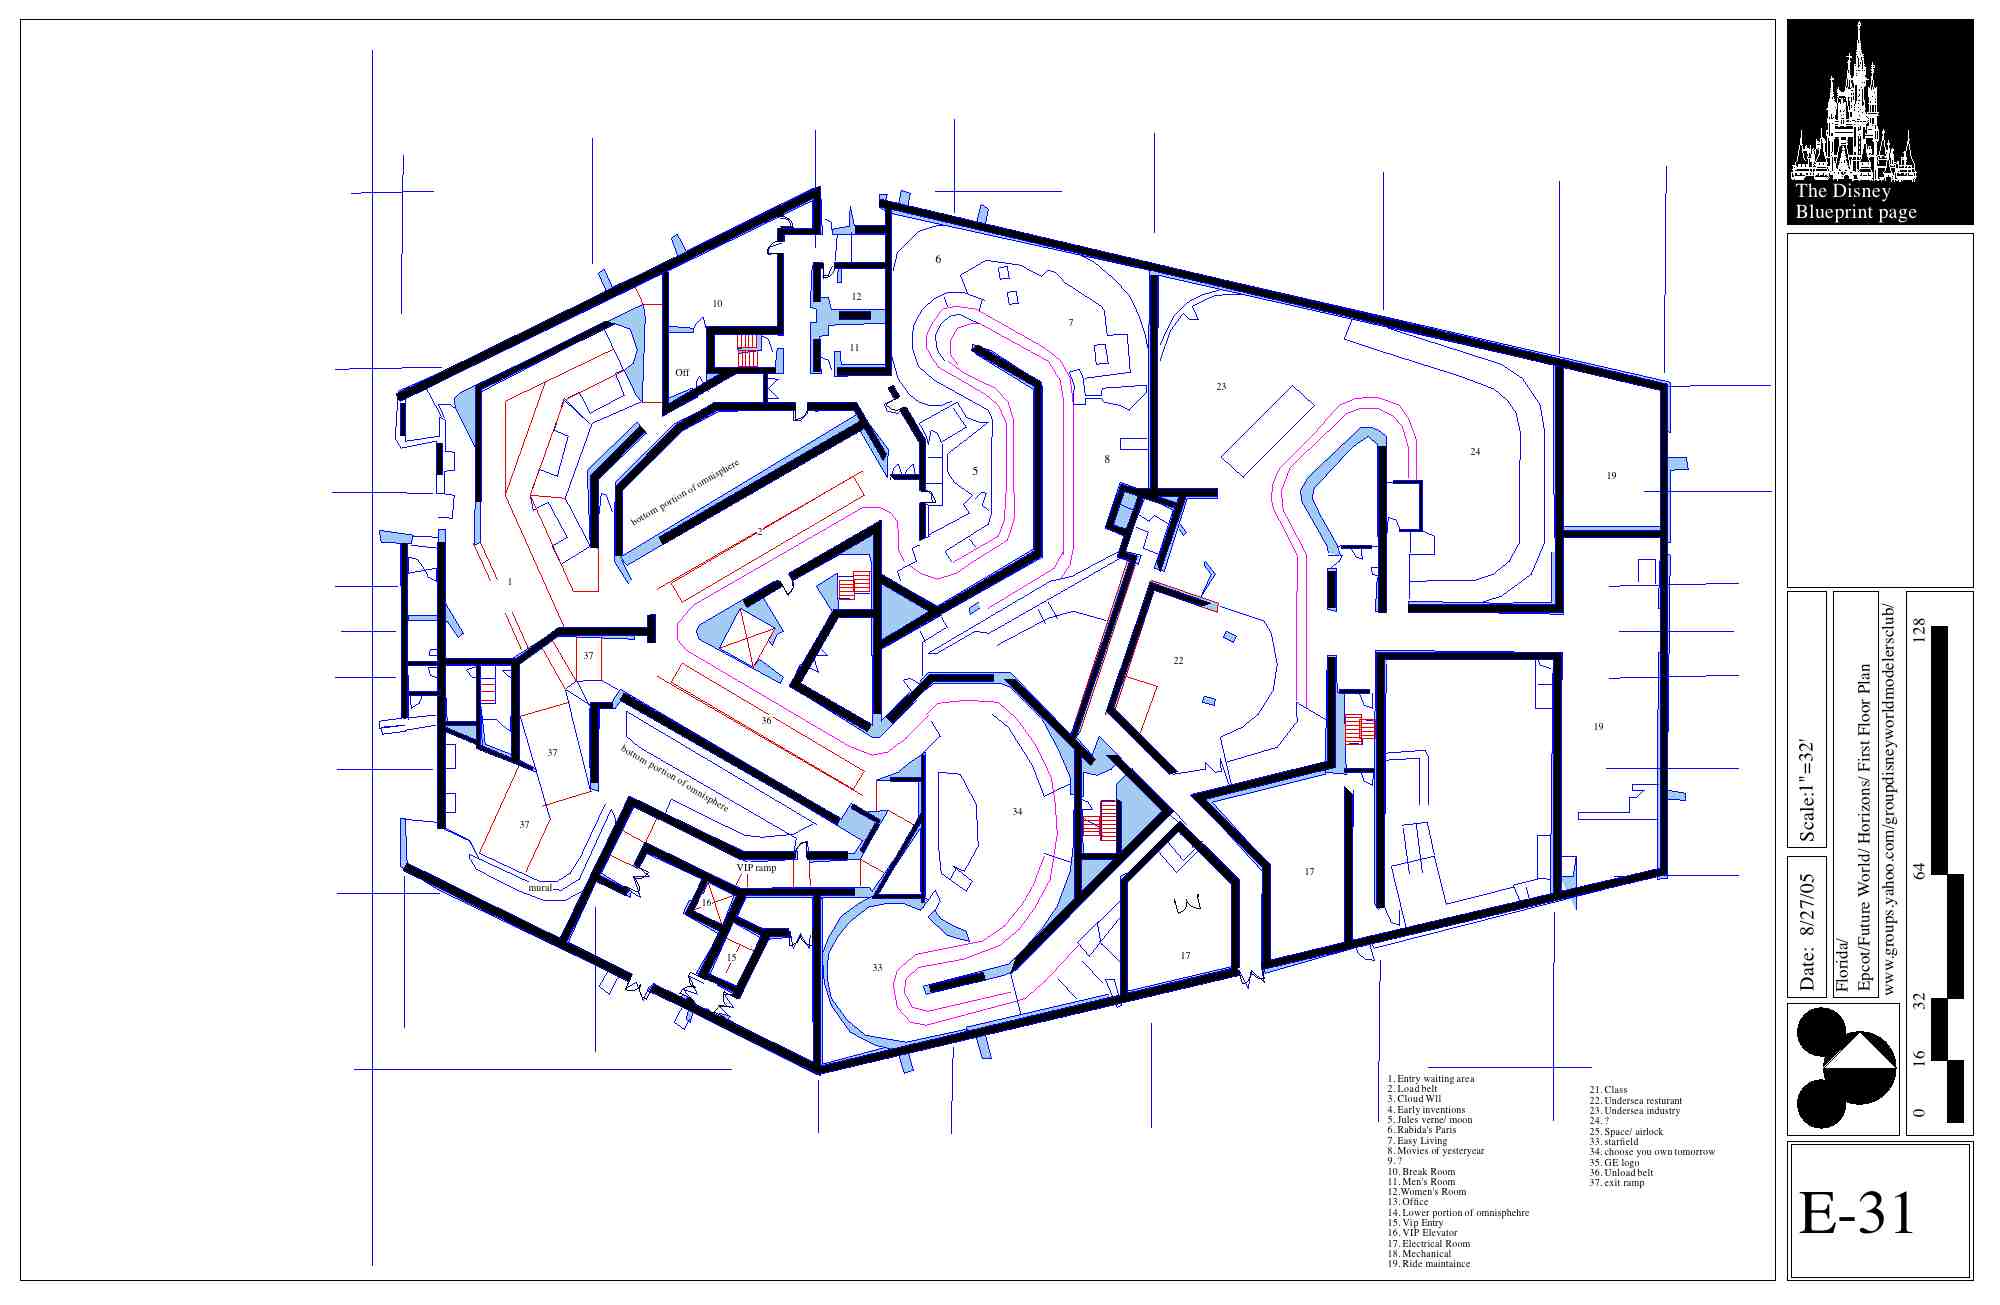 The Disney
Blueprint page
6
10
12
7
11
Off
23
24
8
5
19
bottom portion of omnisphere
2
1
37
22
36
37
19
bottom portion of omnisphere
34
37
VIP ramp
17
mural
16
15
33
17
1. Entry waiting area
2. Load belt
3. Cloud Wll
4. Early inventions
5. Jules verne/ moon
6. Rabida's Paris
7. Easy Living
8. Movies of yesteryear
9. ?
10. Break Room
11. Men's Room
12.Women's Room
13. Office
14. Lower portion of omnisphehre
15. Vip Entry
16. VIP Elevator
17. Electrical Room
18. Mechanical
19. Ride maintaince
21. Class
22. Undersea resturant
23. Undersea industry
24. ?
25. Space/ airlock
33. starfield
34. choose you own tomorrow
35. GE logo
36. Unload belt
37. exit ramp
Scale:1"=32'
Date: 8/27/05
Florida/
Epcot/Future World/ Horizons/ First Floor Plan
www.groups.yahoo.com/groupdisneyworldmodelersclub/
128
64
32
16
0
E-31